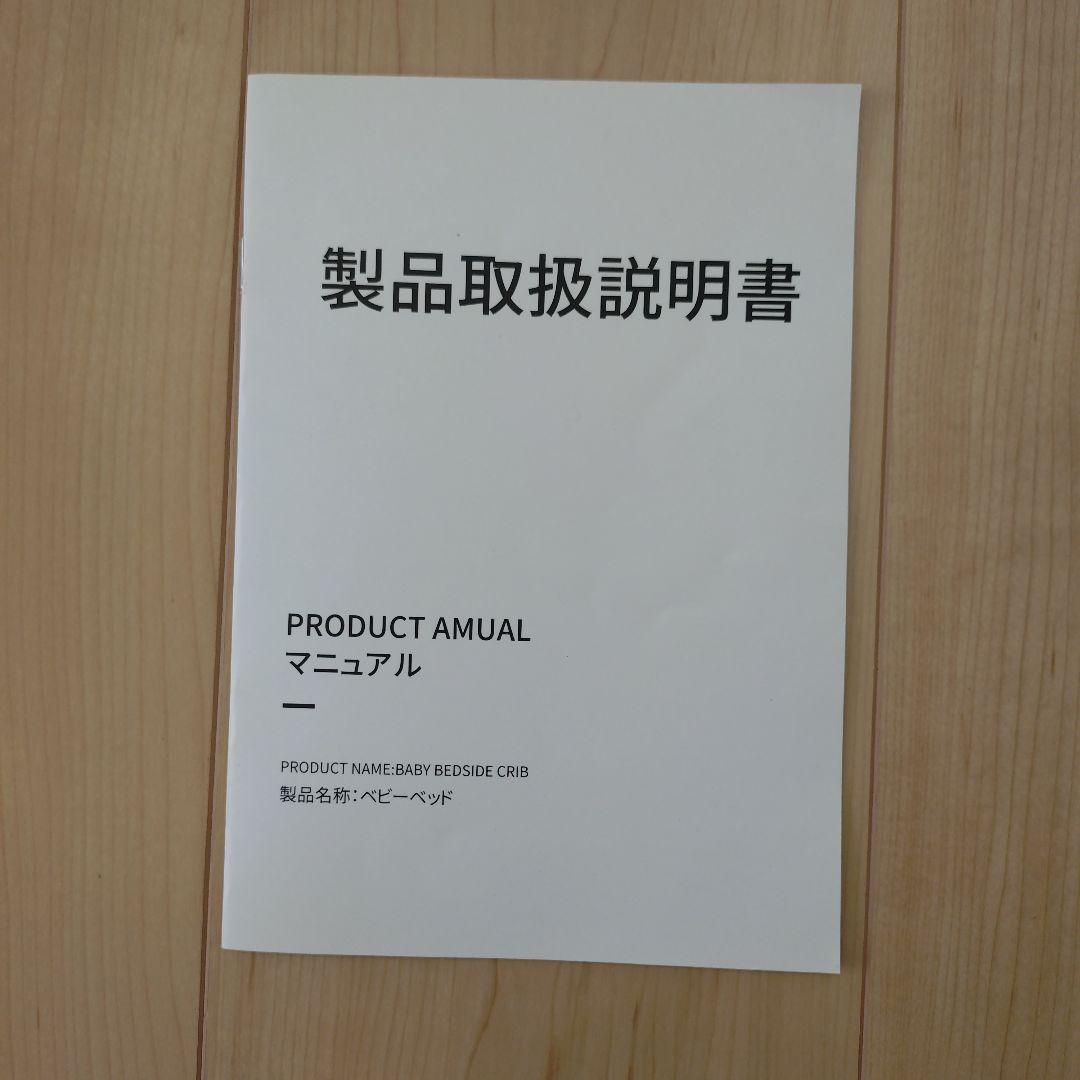 製品取扱説明書
PRODUCT AMUAL
マニュアル
PRODUCT NAME:BABY BEDSIDE CRIB
製品名称:ベビーベッド